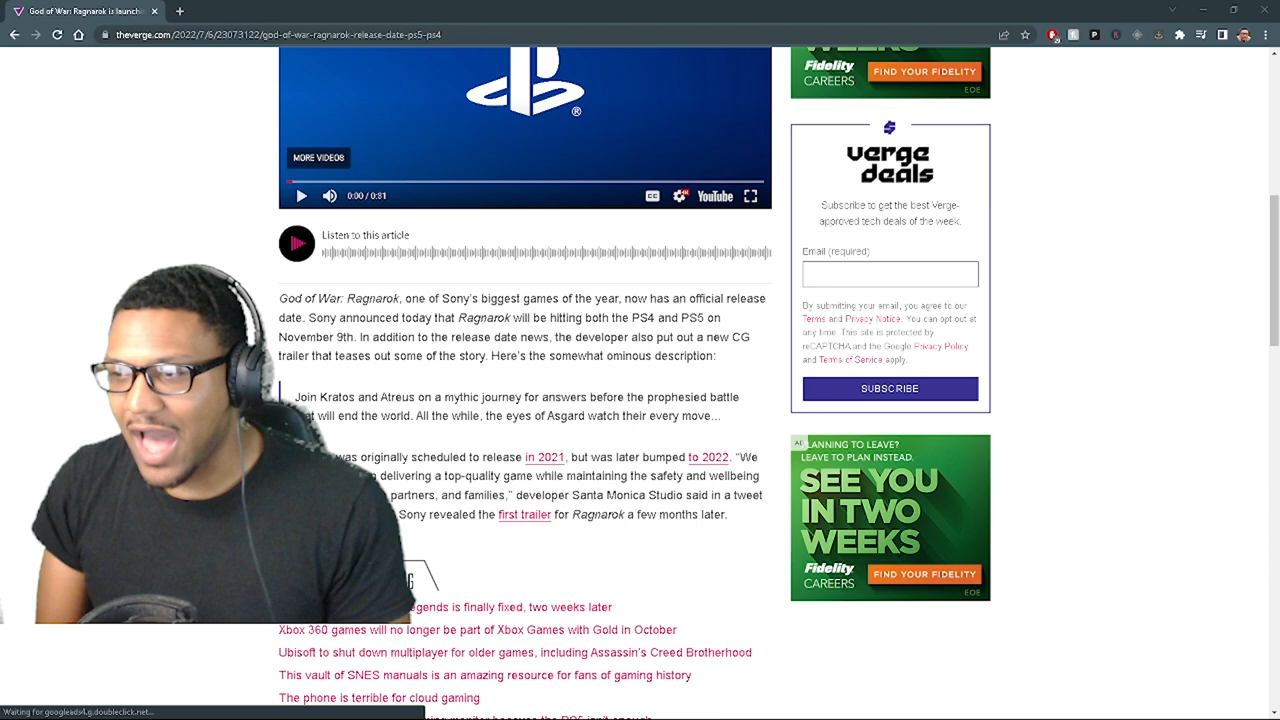 God of War: Ragnarok is launchin
theverge.com/2022/7/6/23073122/god-of-war-ragnarok-release-date-ps5-ps4
WEEKS
Fidelity
CAREERS
FIND YOUR FIDELITY
EOE
®
MORE VIDEOS
0:00 / 0:31
CC
YouTube
Listen to this article
God of War: Ragnarok, one of Sony's biggest games of the year, now has an official release
date. Sony announced today that Ragnarok will be hitting both the PS4 and PS5 on
November 9th. In addition to the release date news, the developer also put out a new CG
trailer that teases out some of the story. Here's the somewhat ominous description:
Join Kratos and Atreus on a mythic journey for answers before the prophesied battle
will end the world. All the while, the eyes of Asgard watch their every move...
was originally scheduled to release in 2021, but was later bumped to 2022. "We
delivering a top-quality game while maintaining the safety and wellbeing
partners, and families," developer Santa Monica Studio said in a tweet
Sony revealed the first trailer for Ragnarok a few months later.
egends is finally fixed, two weeks later
Xbox 360 games will no longer be part of Xbox Games with Gold in October
Ubisoft to shut down multiplayer for older games, including Assassin's Creed Brotherhood
This vault of SNES manuals is an amazing resource for fans of gaming history
The phone is terrible for cloud gaming
verge
deals
Subscribe to get the best Verge-
approved tech deals of the week.
Email (required)
By submitting your email, you agree to our
Terms and Privacy Notice. You can opt out at
any time. This site is protected by
reCAPTCHA and the Google Privacy Policy
and Terms of Service apply.
SUBSCRIBE
AD
LANNING TO LEAVE?
LEAVE TO PLAN INSTEAD.
SEE YOU
IN TWO
WEEKS
Fidelity
CAREERS
FIND YOUR FIDELITY
EOE
Waiting for googleads4.g.doubleclick.net...